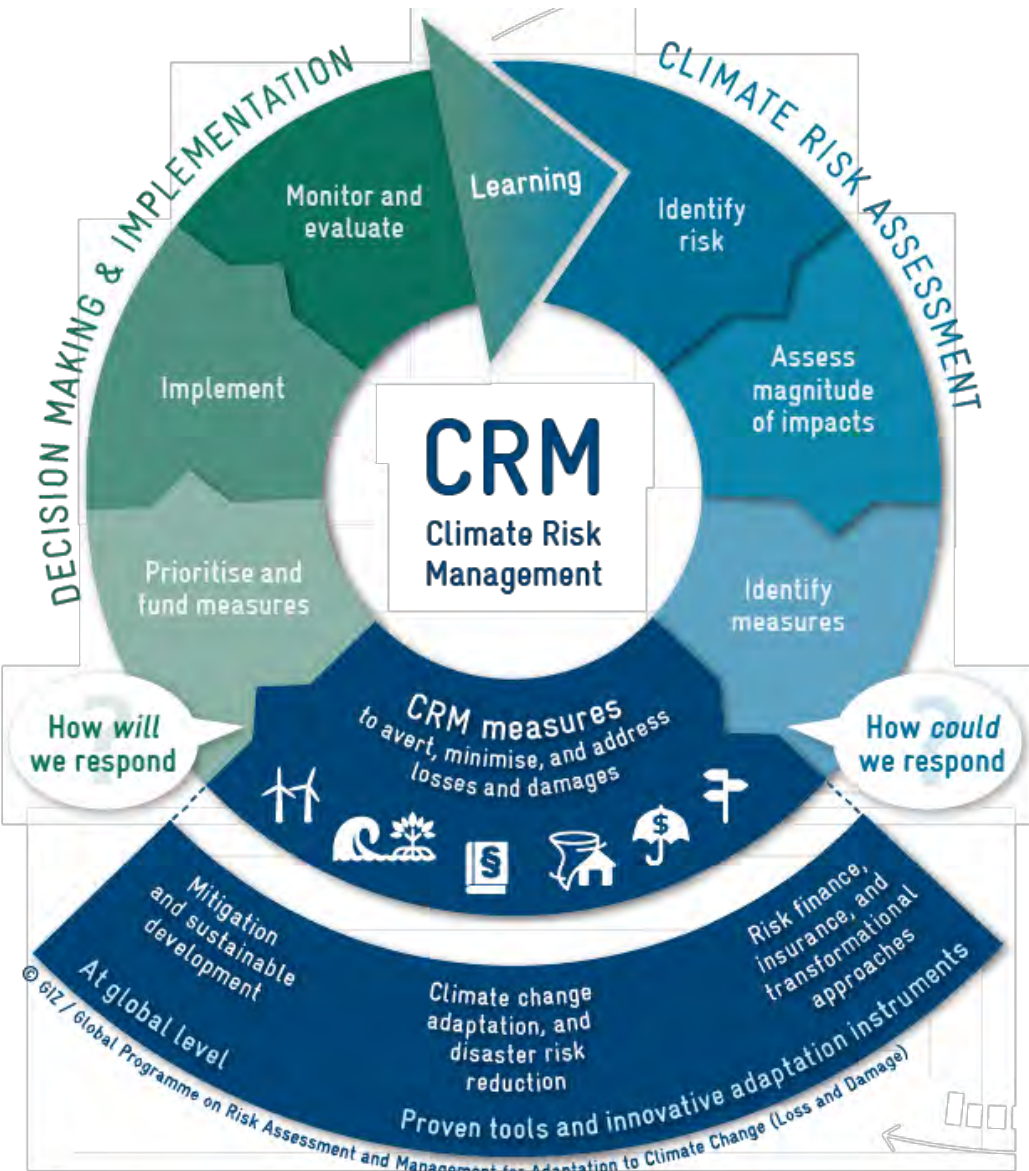 DECISION MAKING & IMPLEMENTATION
CLIMATE RISK ASSESSMENT
Learning
Identify
risk
Assess
magnitude
of impacts
Identify
measures
How could
we respond
?
CRM measures
to avert, minimise, and address
losses and damages
$
§
How will
we respond
?
Prioritise and
fund measures
Implement
Monitor and
evaluate
CRM
Climate Risk
Management
Mitigation
and sustainable
development
At global level
Climate change
adaptation, and
disaster risk
reduction
Risk finance,
insurance, and
transformational
approaches
Proven tools and innovative adaptation instruments
© GIZ / Global Programme on Risk Assessment and Management for Adaptation to Climate Change (Loss and Damage)